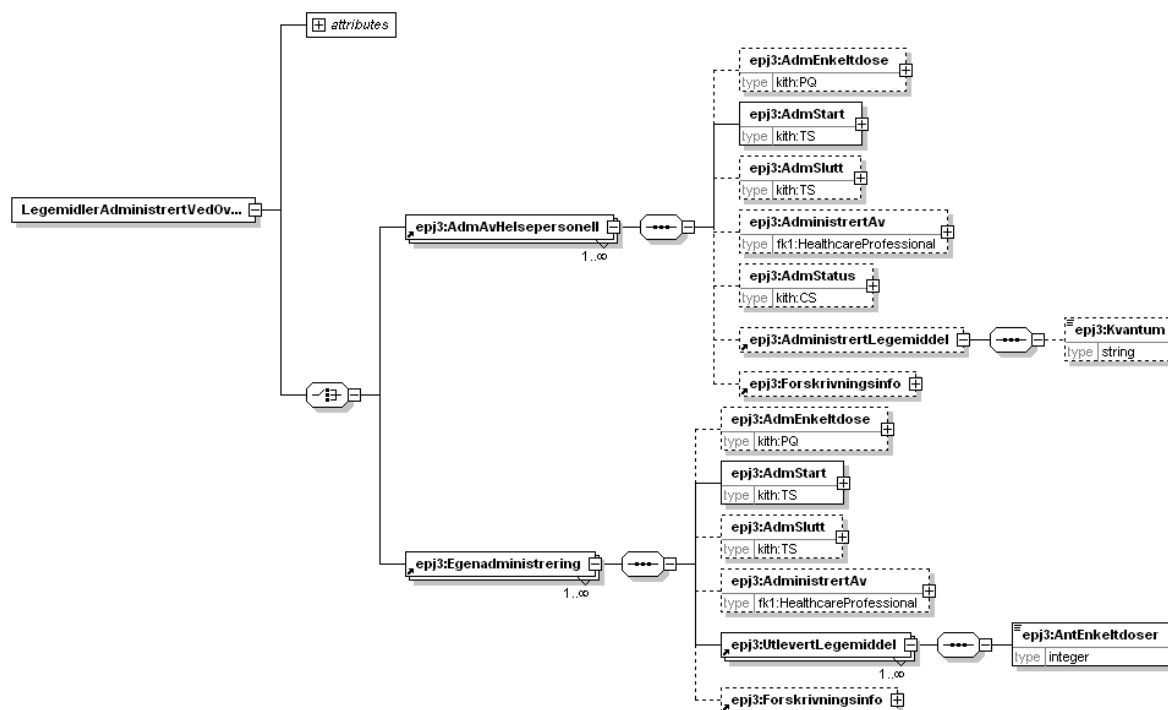 attributes
epj3:AdmEnkeltdose
type kith:PQ
epj3:AdmStart
type kith:TS
epj3:AdmSlutt
type kith:TS
LegemidlerAdministrertVedOv...
epj3:AdmAvHelsepersonell
1..∞
epj3:AdministrertAv
type fk1:HealthcareProfessional
epj3:AdmStatus
type kith:CS
epj3:AdministrertLegemiddel
epj3:Kvantum
type string
epj3:Forskrivningsinfo
epj3:AdmEnkeltdose
type kith:PQ
epj3:AdmStart
type kith:TS
epj3:AdmSlutt
type kith:TS
epj3:Egenadministrering
1..∞
epj3:AdministrertAv
type fk1:HealthcareProfessional
epj3:UtlevertLegemiddel
1..∞
epj3:AntEnkeltdoser
type integer
epj3:Forskrivningsinfo